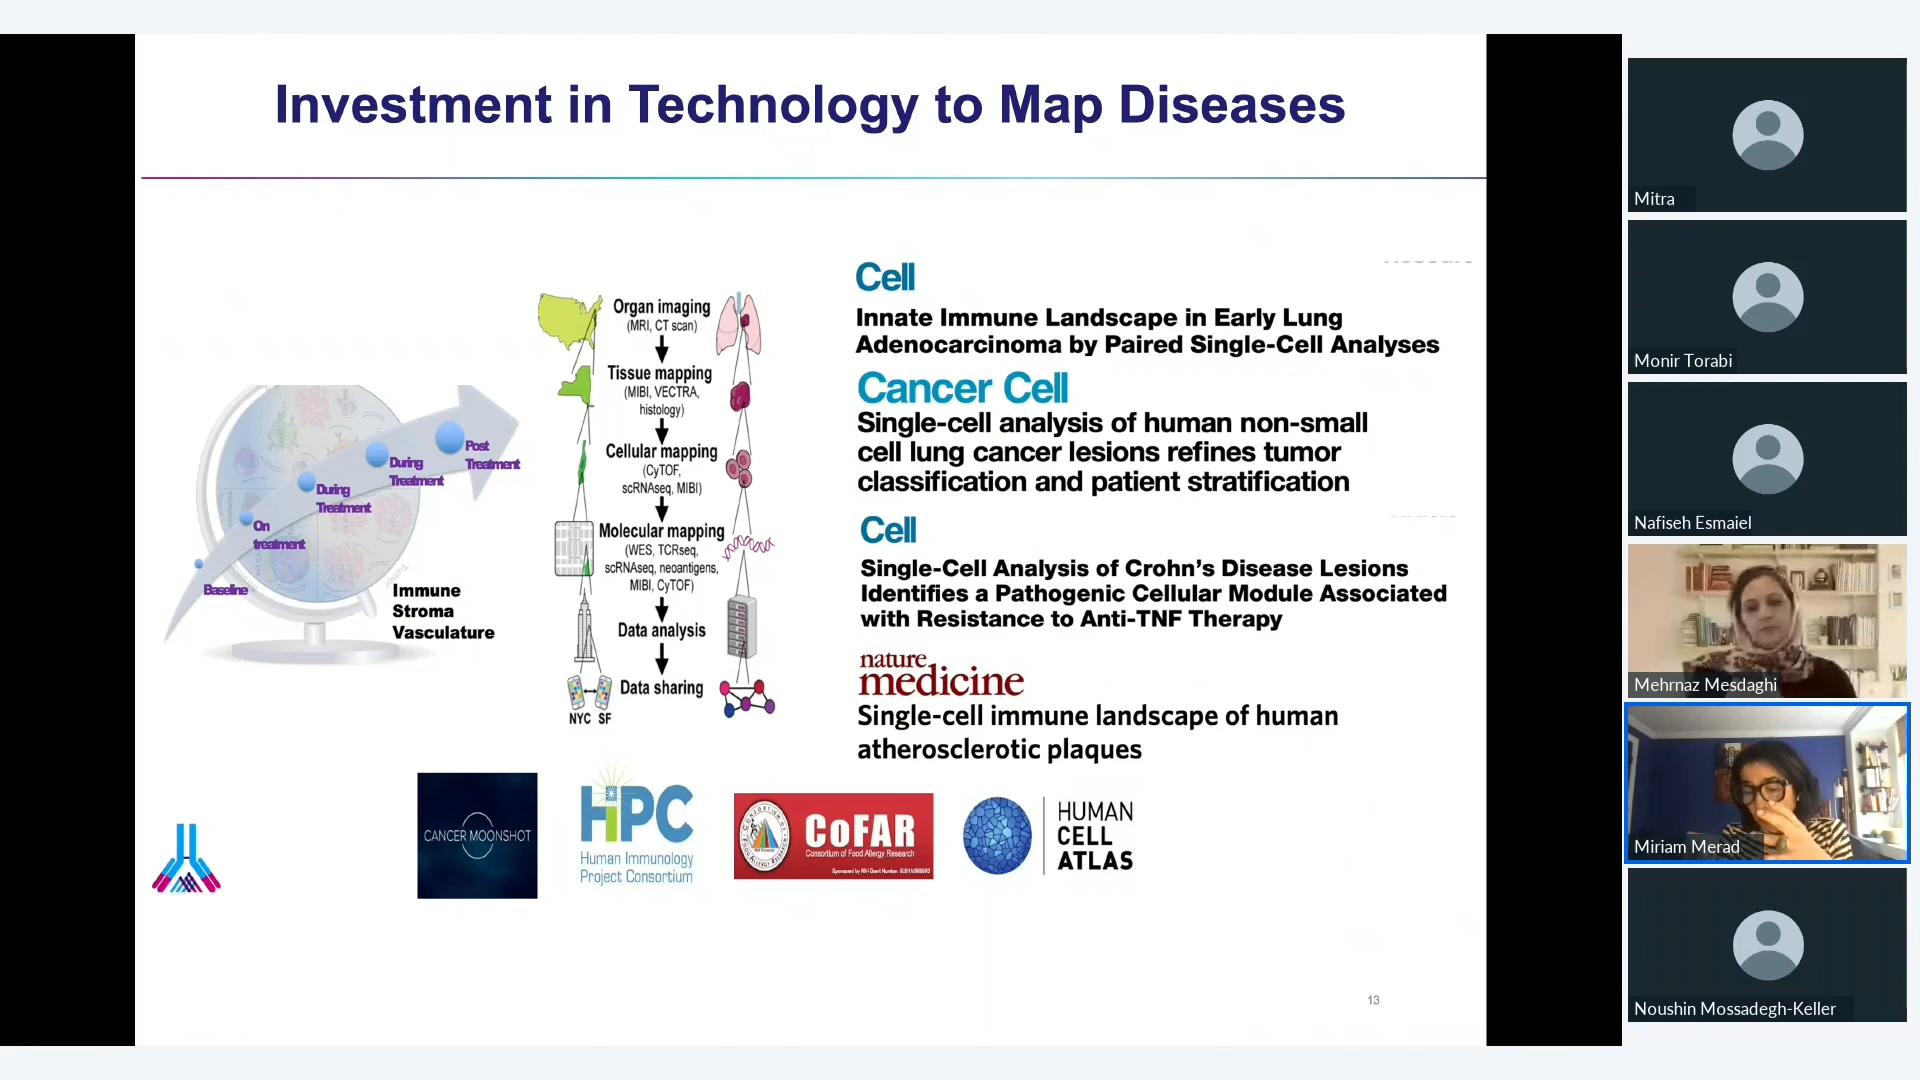 Investment in Technology to Map Diseases
Baseline
On
treatment
During
Treatment
During
Treatment
Post
Treatment
Immune
Stroma
Vasculature
Organ imaging
(MRI, CT scan)
Tissue mapping
(MIBI, VECTRA,
histology)
Cellular mapping
(CyTOF,
scRNAseq, MIBI)
Molecular mapping
(WES, TCRseq,
scRNAseq, neoantigens,
MIBI, CyTOF)
Data analysis
Data sharing
NYC SF
Cell
Innate Immune Landscape in Early Lung
Adenocarcinoma by Paired Single-Cell Analyses
Cancer Cell
Single-cell analysis of human non-small
cell lung cancer lesions refines tumor
classification and patient stratification
Cell
Single-Cell Analysis of Crohn's Disease Lesions
Identifies a Pathogenic Cellular Module Associated
with Resistance to Anti-TNF Therapy
nature
medicine
Single-cell immune landscape of human
atherosclerotic plaques
CANCER MOONSHOT
HIPC
Human Immunology
Project Consortium
CoFAR
Consortium of Food Allergy Research
HUMAN
CELL
ATLAS
13
Mitra
Monir Torabi
Nafiseh Esmaiel
Mehrnaz Mesdaghi
Miriam Merad
Noushin Mossadegh-Keller